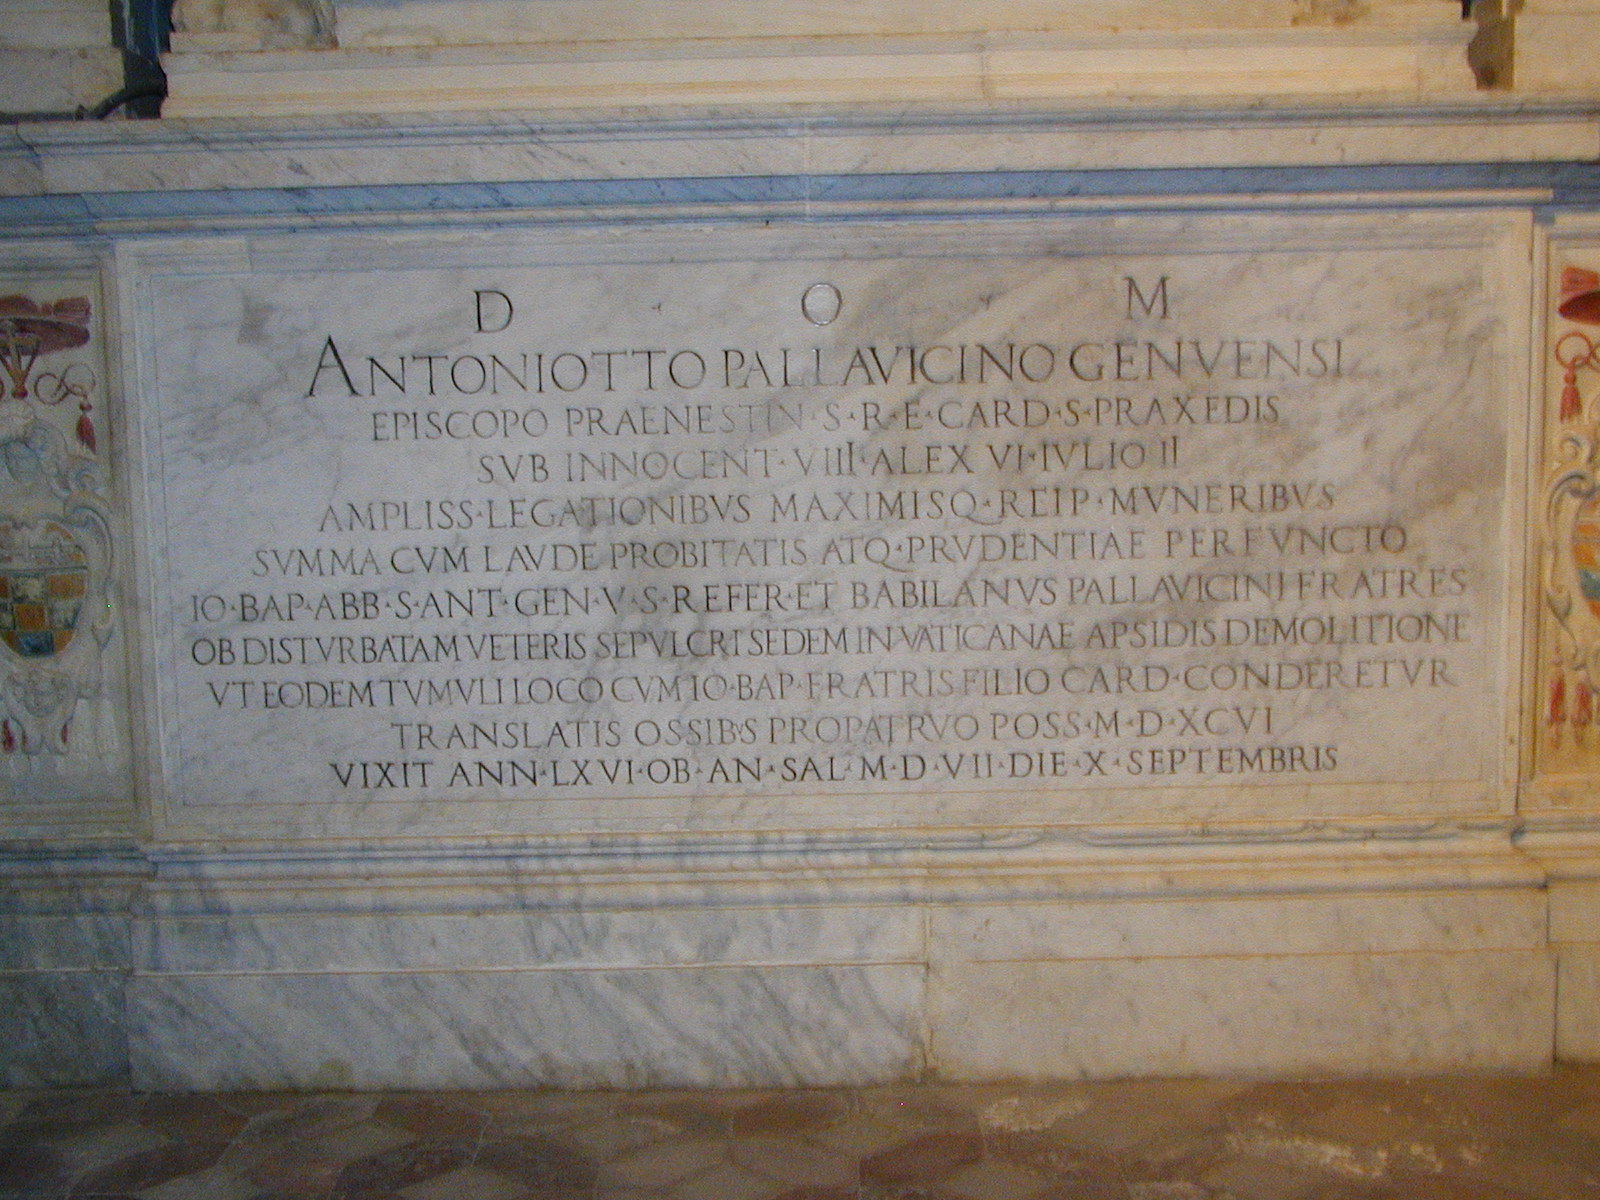 D · O · M
ANTONIOTTO PALLAVICINO GENVENSI
EPISCOPO PRAENESTIN·S·R·E·CARD·S·PRAXEDIS
SVB INNOCENT·VIII·ALEX VI·IVLIO II
AMPLISS·LEGATIONIBVS MAXIMISQ·REIP·MVNERIBVS
SVMMA CVM LAVDE PROBITATIS ATQ·PRVDENTIAE PERFVNCTO
IO·BAP·ABB·S·ANT·GEN·V·S·REFER·ET BABILANVS PALLAVICINI FRATRES
OB DISTVRBATAM VETERIS SEPVLCRI SEDEM IN VATICANAE APSIDIS DEMOLITIONE
VT EODEM TVMVLI LOCO CVM IO·BAP·FRATRIS FILIO CARD·CONDERETVR
TRANSLATIS OSSIB·S PROPATRVO POSS·M·D·XCVI
VIXIT ANN·LXVI·OB·AN·SAL·M·D·VII·DIE·X·SEPTEMBRIS